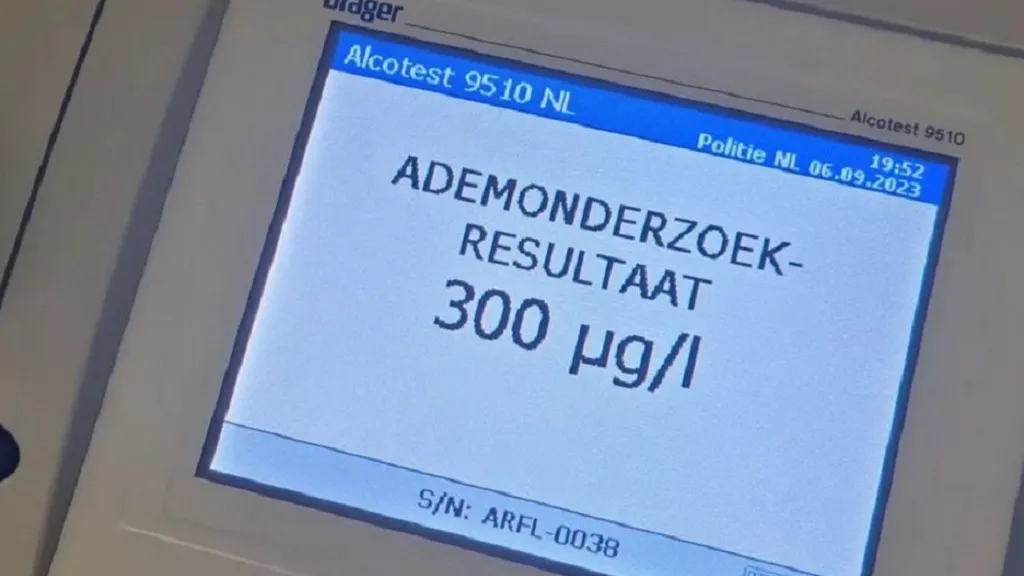 Dräger
Alcotest 9510
Alcotest 9510 NL
19:52
Politie NL 06.09.2023
ADEMONDERZOEK-
RESULTAAT
300 µg/l
S/N: ARFL-0038